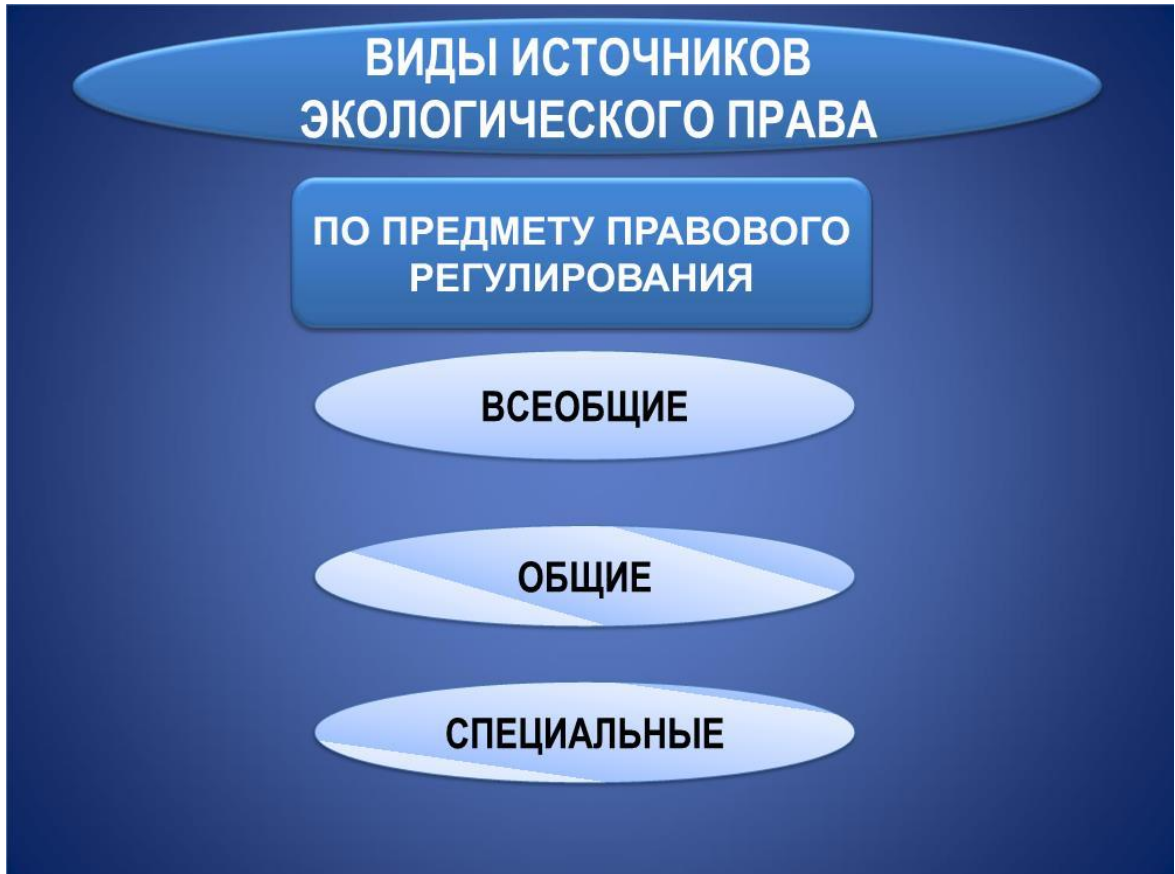 ВИДЫ ИСТОЧНИКОВ
ЭКОЛОГИЧЕСКОГО ПРАВА
ПО ПРЕДМЕТУ ПРАВОВОГО
РЕГУЛИРОВАНИЯ
ВСЕОБЩИЕ
ОБЩИЕ
СПЕЦИАЛЬНЫЕ